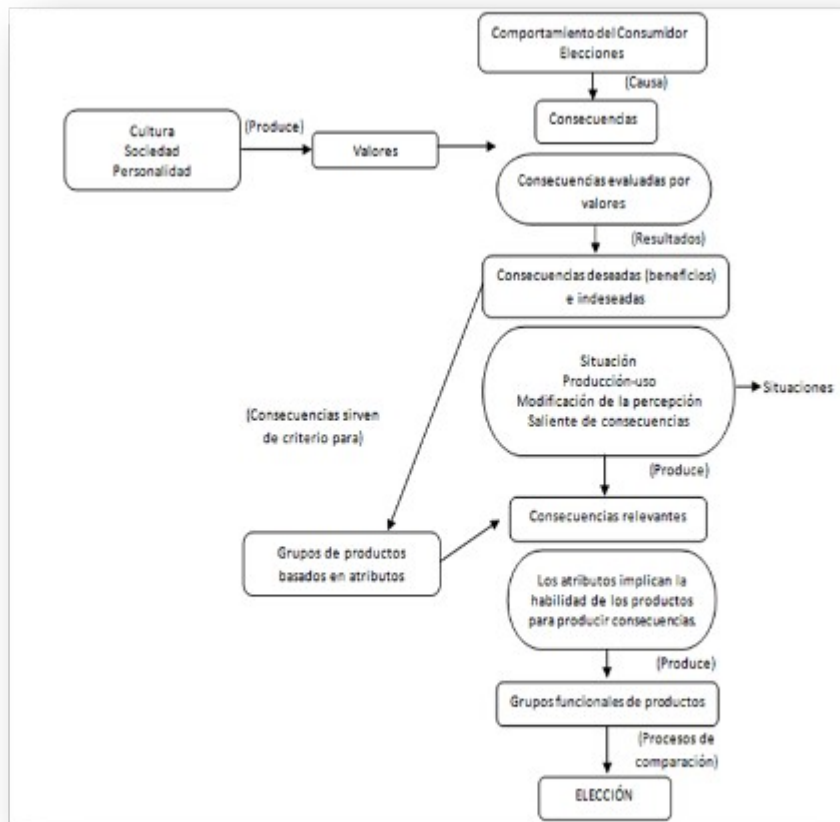 Comportamiento del Consumidor
Elecciones
(Causa)
Consecuencias
Cultura
Sociedad
Personalidad
(Produce)
Valores
Consecuencias evaluadas por
valores
(Resultados)
Consecuencias deseadas (beneficios)
e indeseadas
Situación
Producción-uso
Modificación de la percepción
Saliente de consecuencias
Situaciones
(Consecuencias sirven
de criterio para)
(Produce)
Consecuencias relevantes
Grupos de productos
basados en atributos
Los atributos implican la
habilidad de los productos
para producir consecuencias.
(Produce)
Grupos funcionales de productos
(Procesos de
comparación)
ELECCIÓN